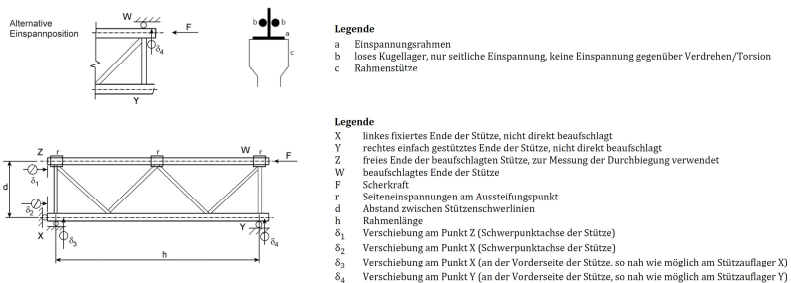 Alternative
Einspannposition
W
F
δ4
Y
b
b
a
c
Legende
a Einspannungsrahmen
b loses Kugellager, nur seitliche Einspannung, keine Einspannung gegenüber Verdrehen/Torsion
c Rahmenstütze
Z
r
r
W
r
F
δ1
d
δ2
X
δ3
Y
δ4
h
Legende
X linkes fixiertes Ende der Stütze, nicht direkt beaufschlagt
Y rechtes einfach gestütztes Ende der Stütze, nicht direkt beaufschlagt
Z freies Ende der beaufschlagten Stütze, zur Messung der Durchbiegung verwendet
W beaufschlagtes Ende der Stütze
F Scherkraft
r Seiteneinspannungen am Aussteifungspunkt
d Abstand zwischen Stützenschwerlinien
h Rahmenlänge
δ1 Verschiebung am Punkt Z (Schwerpunktachse der Stütze)
δ2 Verschiebung am Punkt X (Schwerpunktachse der Stütze)
δ3 Verschiebung am Punkt X (an der Vorderseite der Stütze, so nah wie möglich am Stützauflager X)
δ4 Verschiebung am Punkt Y (an der Vorderseite der Stütze, so nah wie möglich am Stützauflager Y)